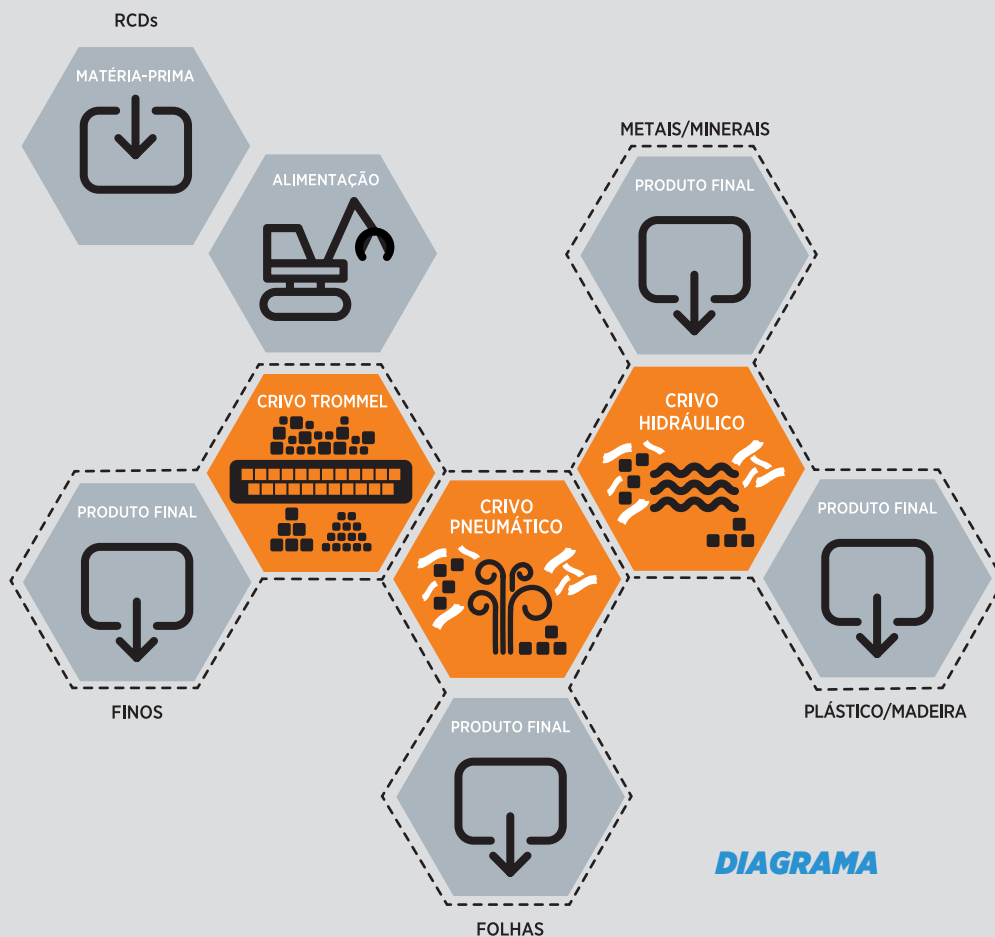 RCDs
MATÉRIA-PRIMA
ALIMENTAÇÃO
CRIVO TROMMEL
PRODUTO FINAL
FINOS
CRIVO
PNEUMÁTICO
PRODUTO FINAL
FOLHAS
METAIS/MINERAIS
PRODUTO FINAL
CRIVO
HIDRÁULICO
PRODUTO FINAL
PLÁSTICO/MADEIRA
DIAGRAMA